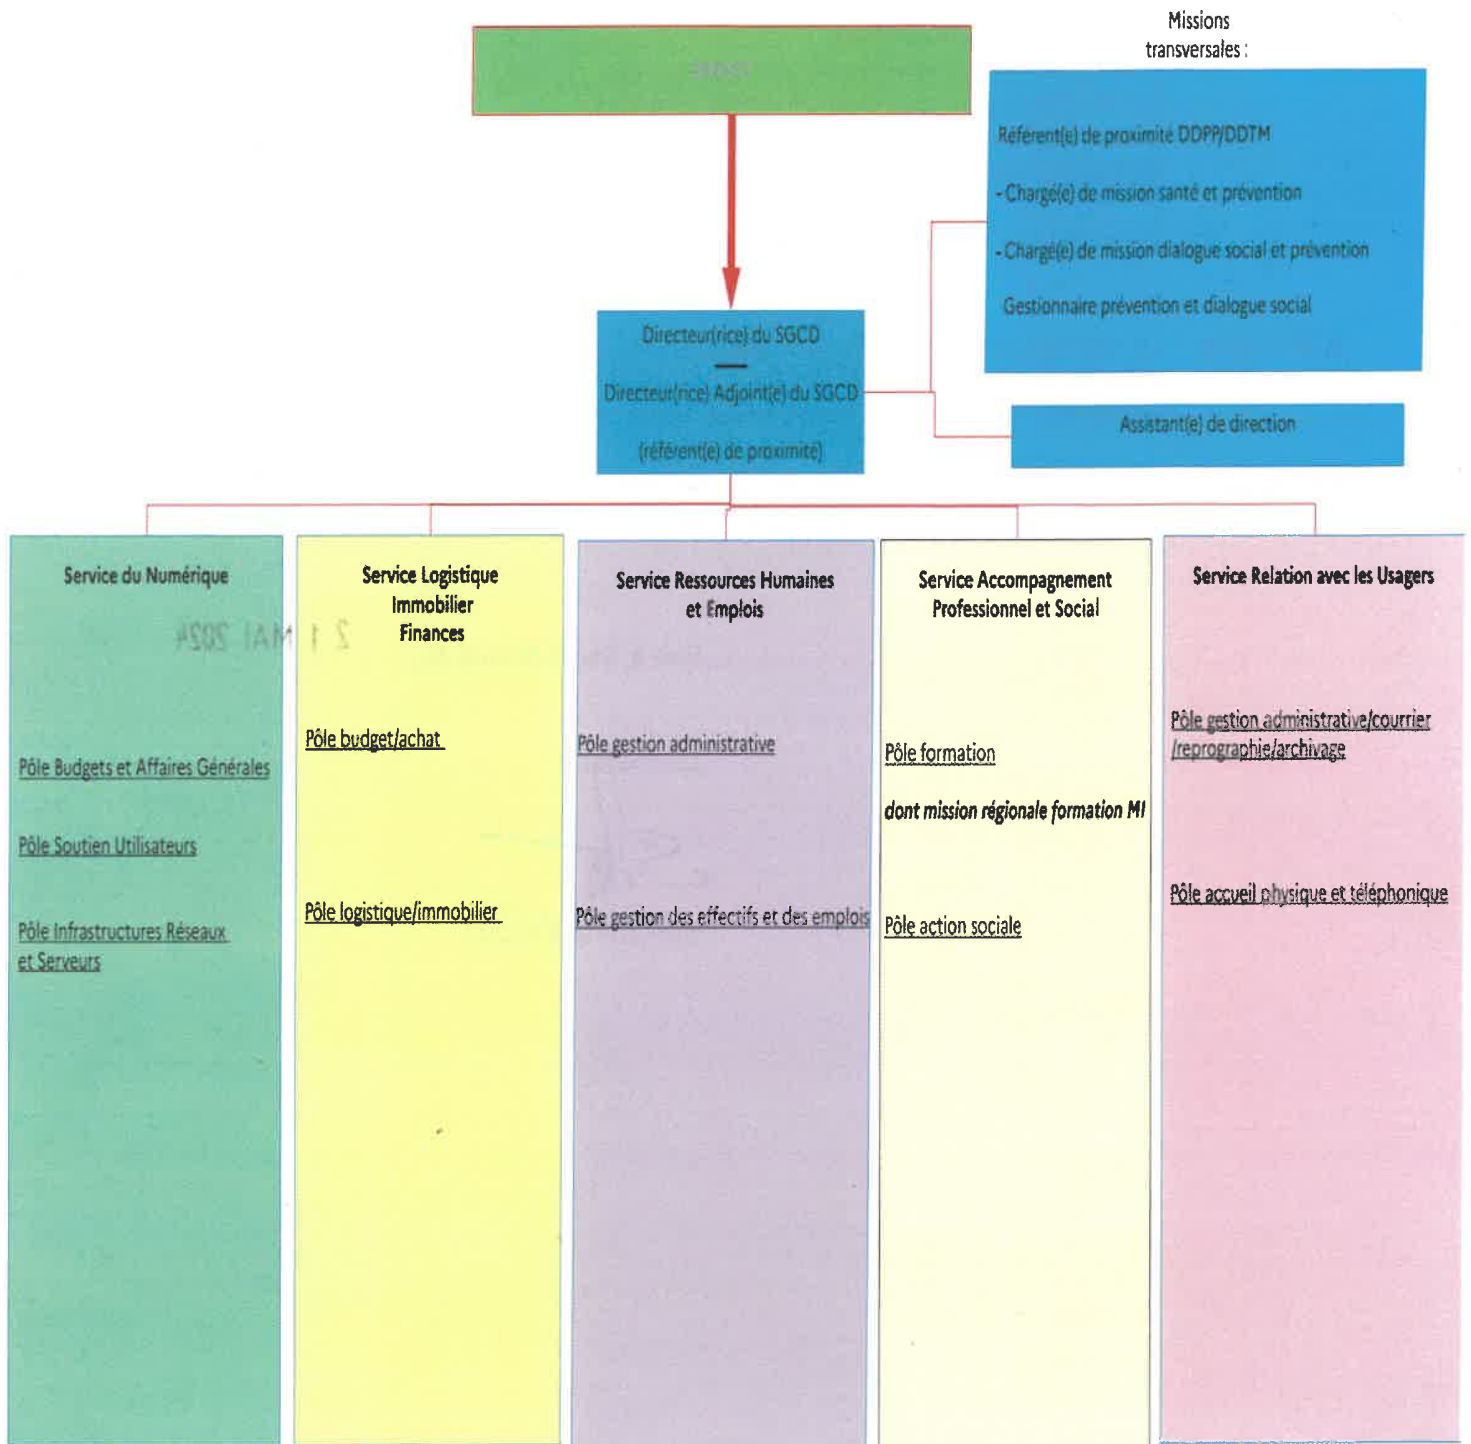 Missions
transversales :
Référent(e) de proximité DDPP/DDTM
- Chargé(e) de mission santé et prévention
- Chargé(e) de mission dialogue social et prévention
Gestionnaire prévention et dialogue social
Directeur(rice) du SGCD
Directeur(rice) Adjoint(e) du SGCD
(référent(e) de proximité)
Assistant(e) de direction
Service du Numérique
Pôle Budgets et Affaires Générales
Pôle Soutien Utilisateurs
Pôle Infrastructures Réseaux
et Serveurs
Service Logistique
Immobilier
Finances
2 1 MAI 2024
Pôle budget/achat
Pôle logistique/immobilier
Service Ressources Humaines
et Emplois
Pôle gestion administrative
Pôle gestion des effectifs et des emplois
Service Accompagnement
Professionnel et Social
Pôle formation
dont mission régionale formation MI
Pôle action sociale
Service Relation avec les Usagers
Pôle gestion administrative/courrier
/reprographie/archivage
Pôle accueil physique et téléphonique